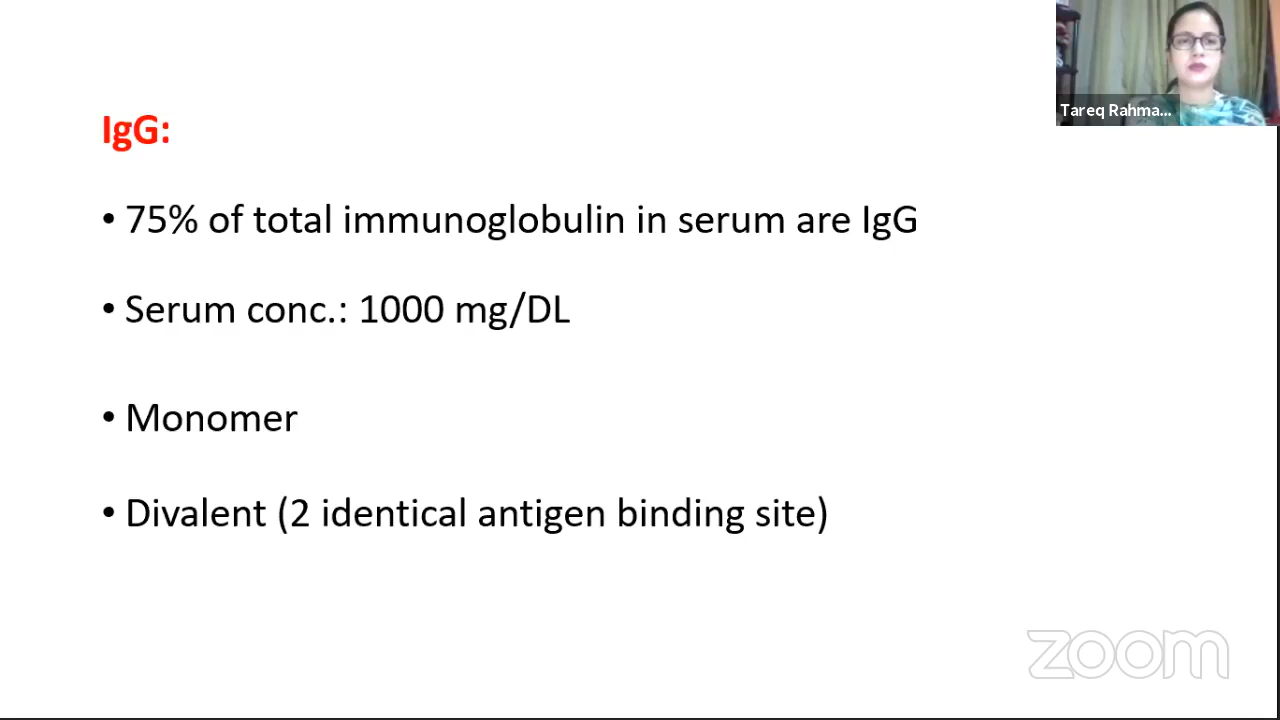 Tareq Rahma...
IgG:
• 75% of total immunoglobulin in serum are IgG
• Serum conc.: 1000 mg/DL
• Monomer
• Divalent (2 identical antigen binding site)
zoom